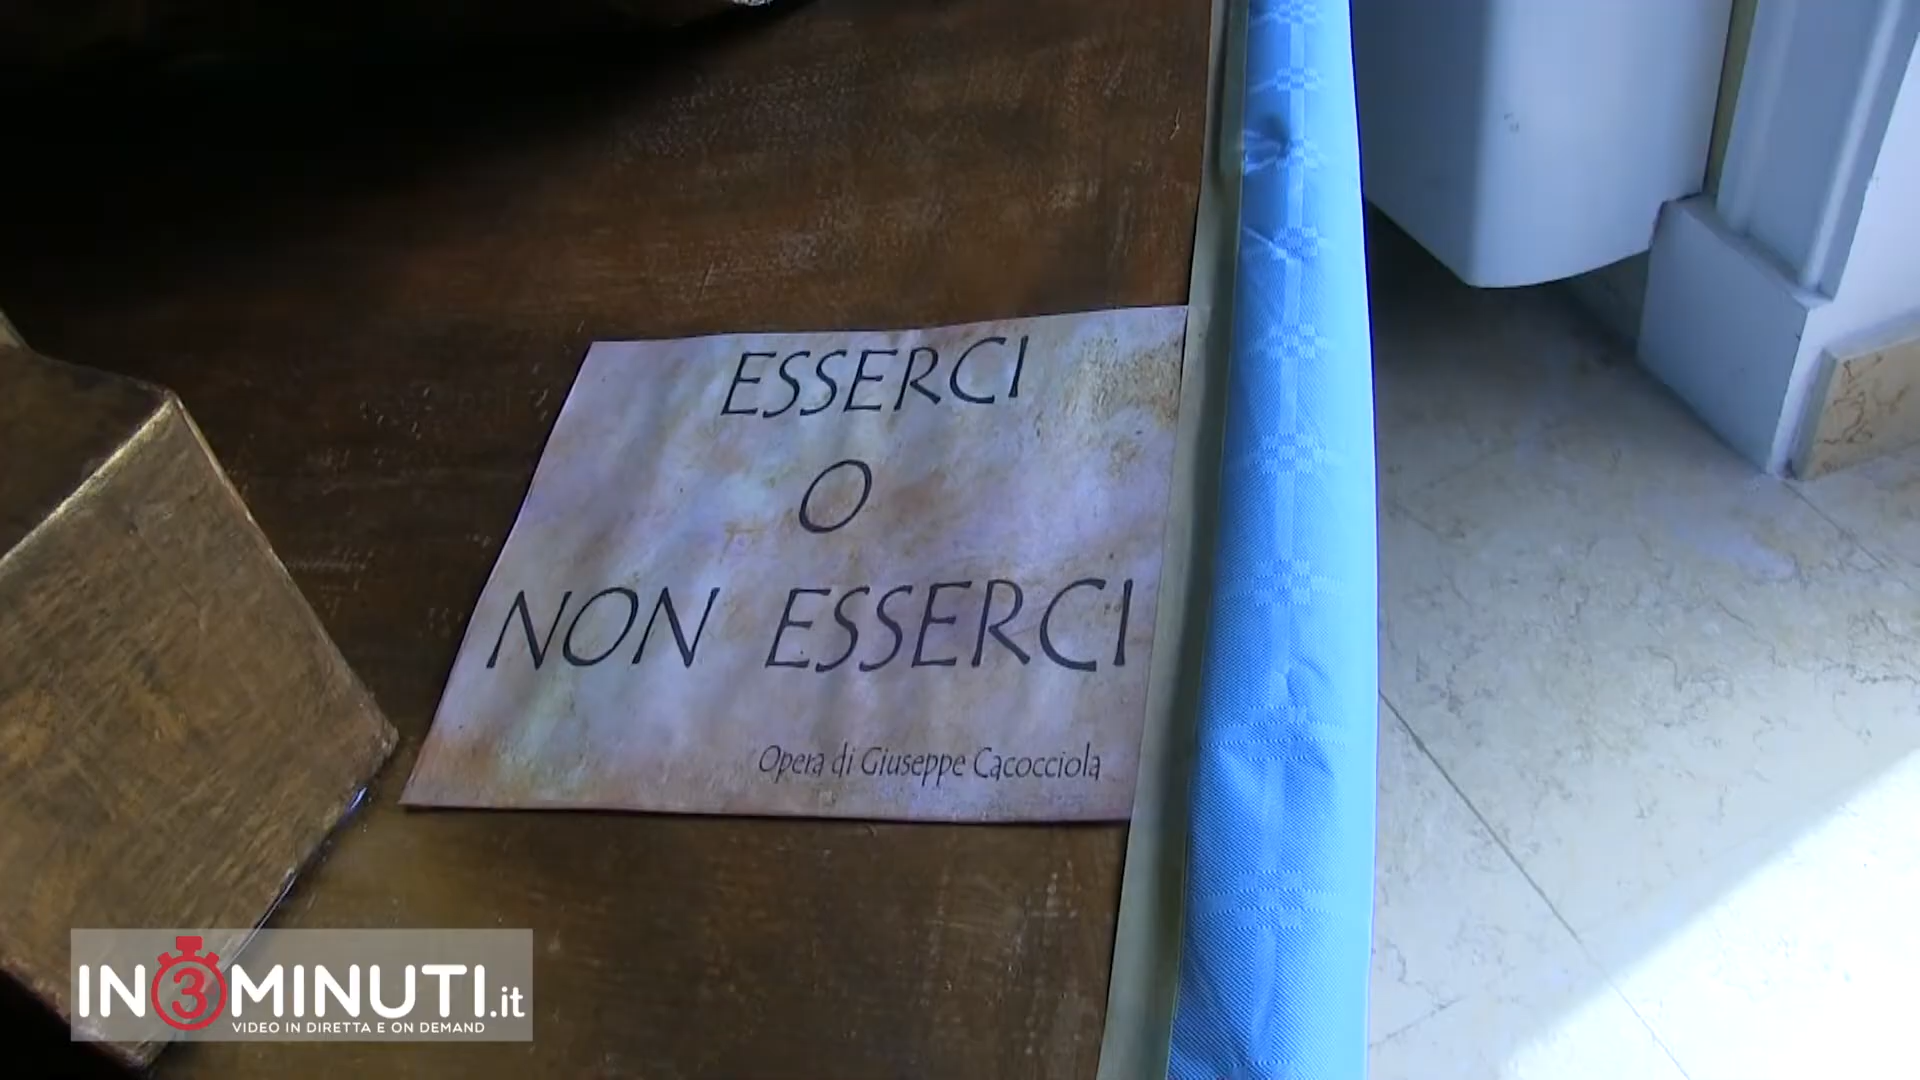 ESSERCI
O
NON ESSERCI
Opera di Giuseppe Cacocciola
IN3MINUTI.it
VIDEO IN DIRETTA E ON DEMAND